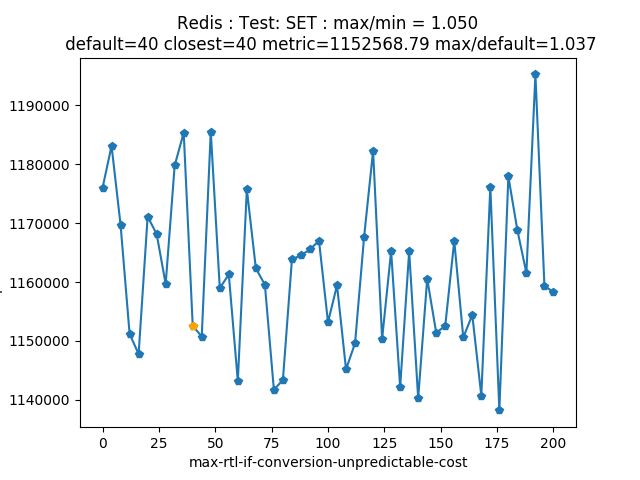 Redis : Test: SET : max/min = 1.050
default=40 closest=40 metric=1152568.79 max/default=1.037
1190000
1180000
1170000
1160000
1150000
1140000
0 25 50 75 100 125 150 175 200
max-rtl-if-conversion-unpredictable-cost